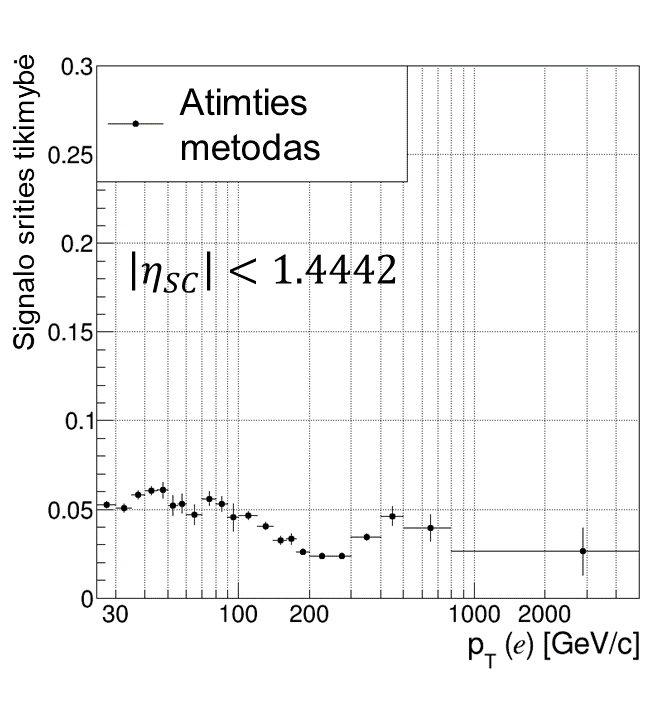 Signalo srities tikimybė
0.3
0.25
0.2
0.15
0.1
0.05
0
Atimties
metodas
|η_SC| < 1.4442
30 100 200 1000 2000
p_T (e) [GeV/c]